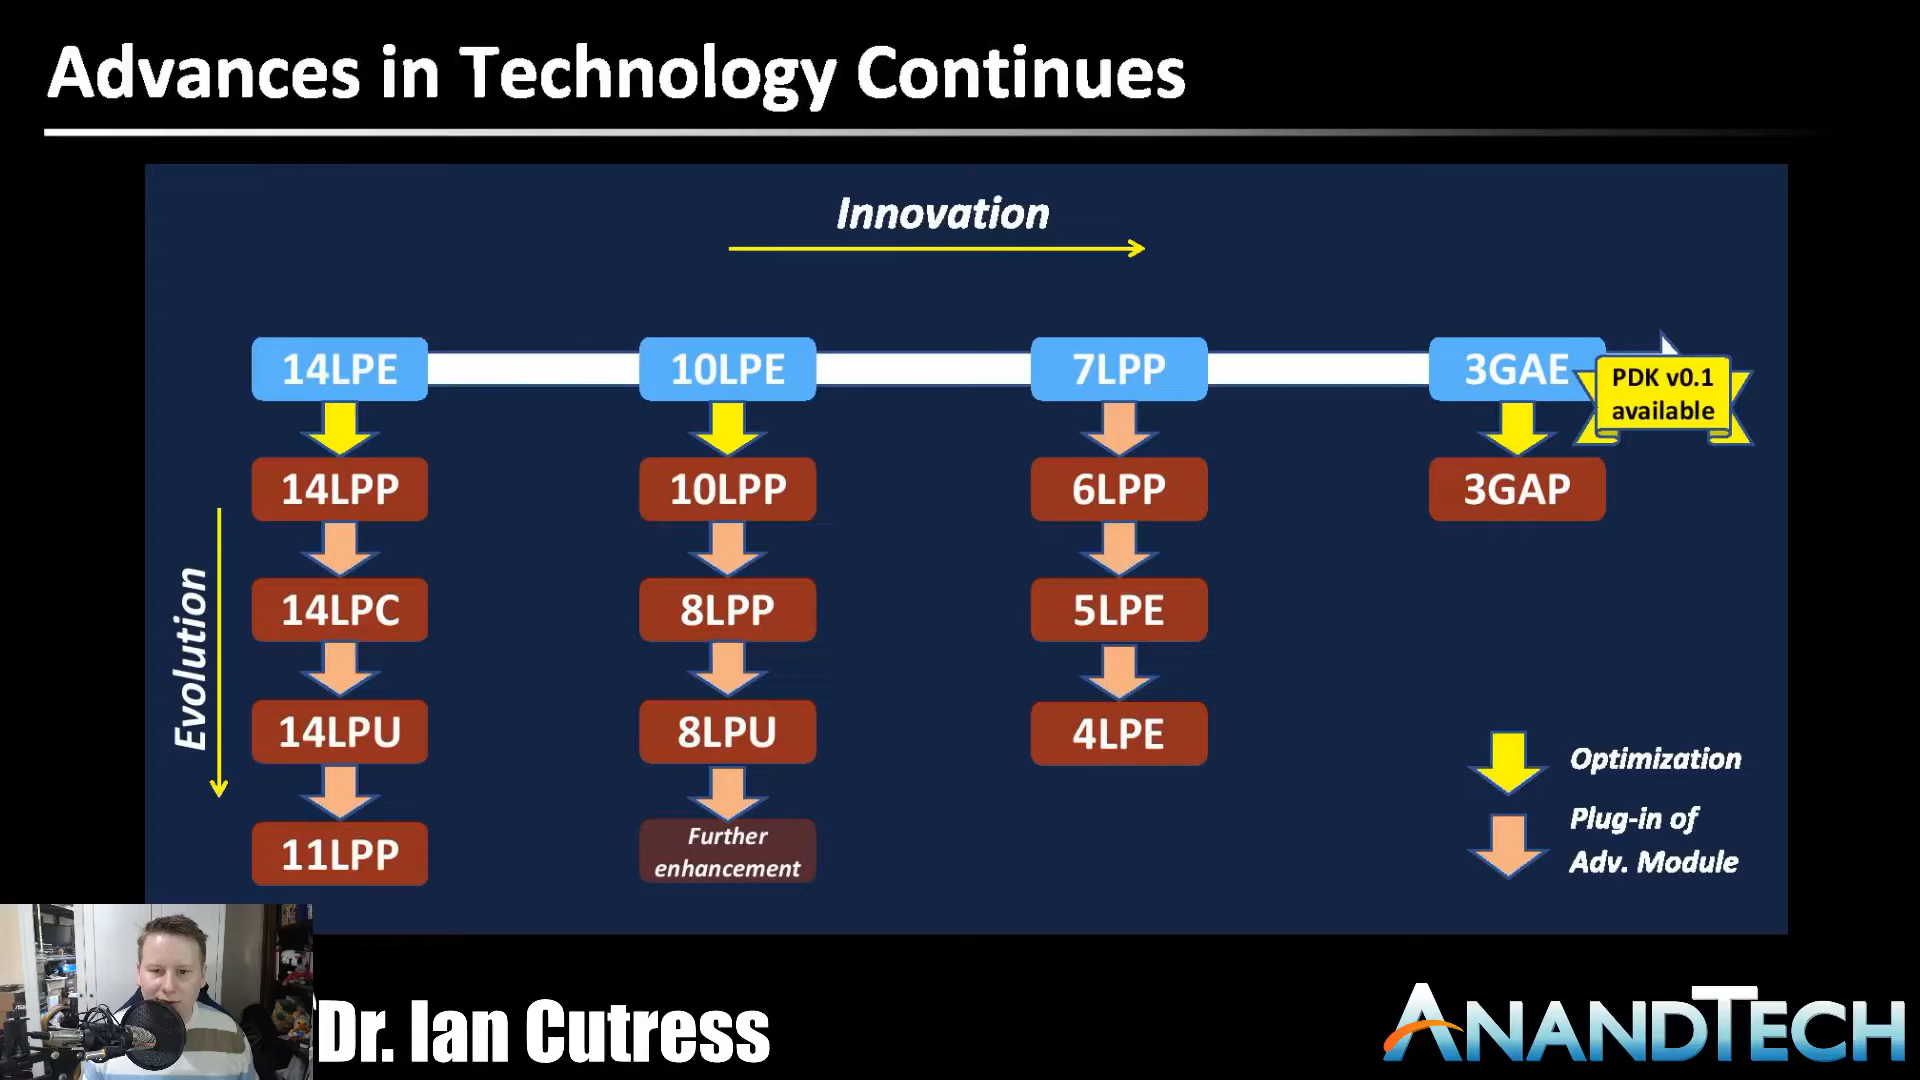 Advances in Technology Continues
Innovation
14LPE
10LPE
7LPP
3GAE
PDK v0.1
available
14LPP
10LPP
6LPP
3GAP
Evolution
14LPC
8LPP
5LPE
14LPU
8LPU
4LPE
11LPP
Further
enhancement
Optimization
Plug-in of
Adv. Module
Dr. Ian Cutress
ANANDTECH